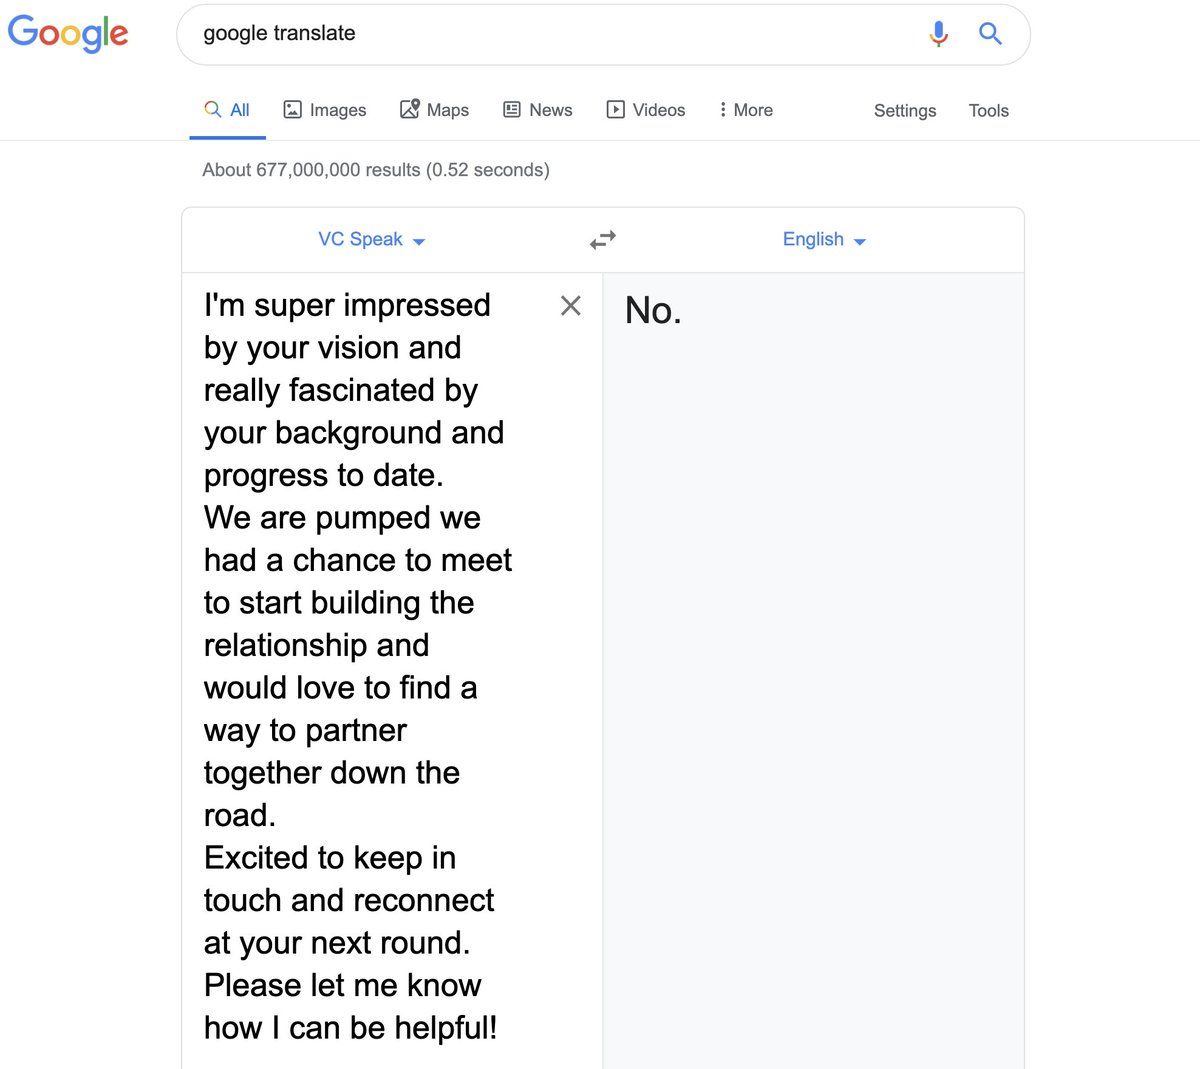 Google
google translate
All Images Maps News Videos More Settings Tools
About 677,000,000 results (0.52 seconds)
VC Speak English
I'm super impressed
by your vision and
really fascinated by
your background and
progress to date.
We are pumped we
had a chance to meet
to start building the
relationship and
would love to find a
way to partner
together down the
road.
Excited to keep in
touch and reconnect
at your next round.
Please let me know
how I can be helpful!
No.